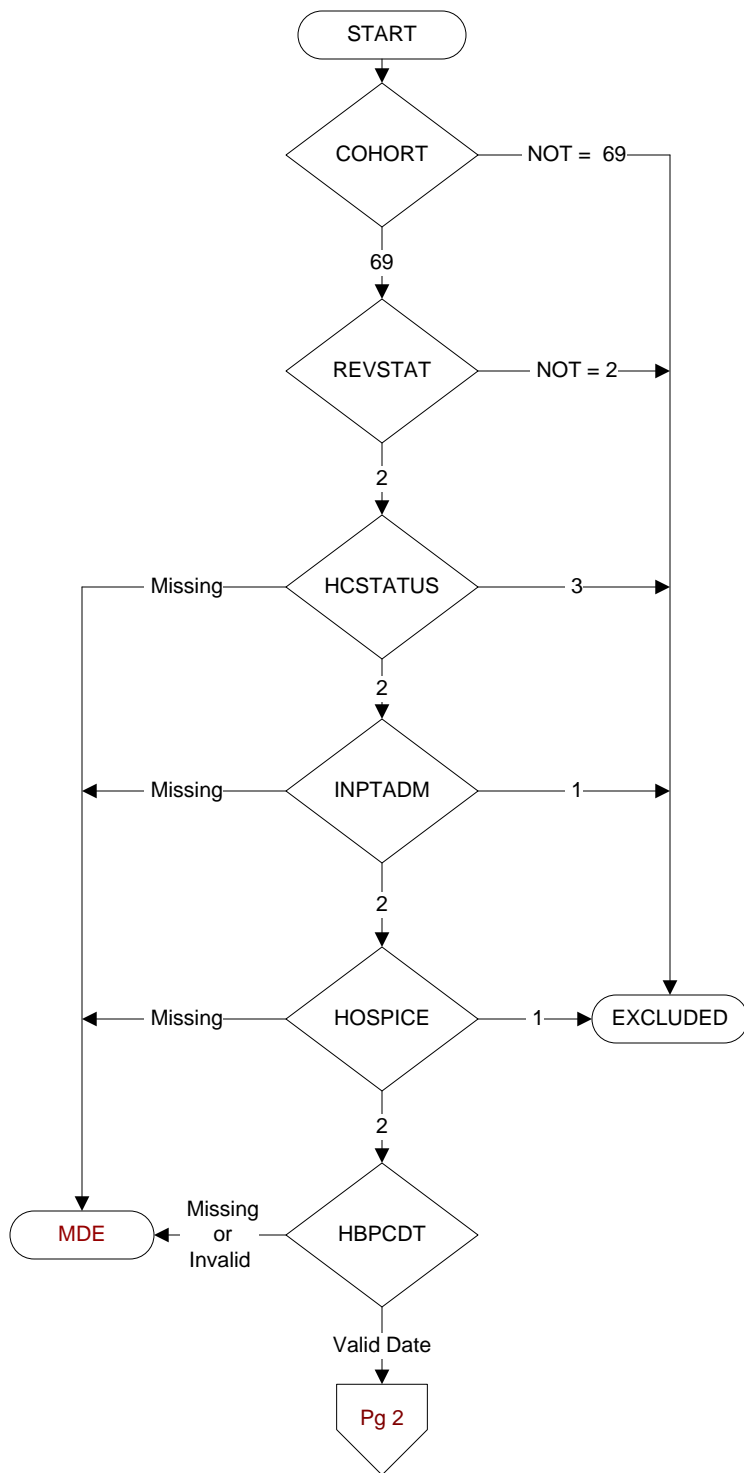 START
COHORT
NOT = 69
69
REVSTAT
NOT = 2
2
Missing
HCSTATUS
3
2
Missing
INPTADM
1
2
Missing
HOSPICE
1
EXCLUDED
2
MDE
Missing
or
Invalid
HBPCDT
Valid Date
Pg 2